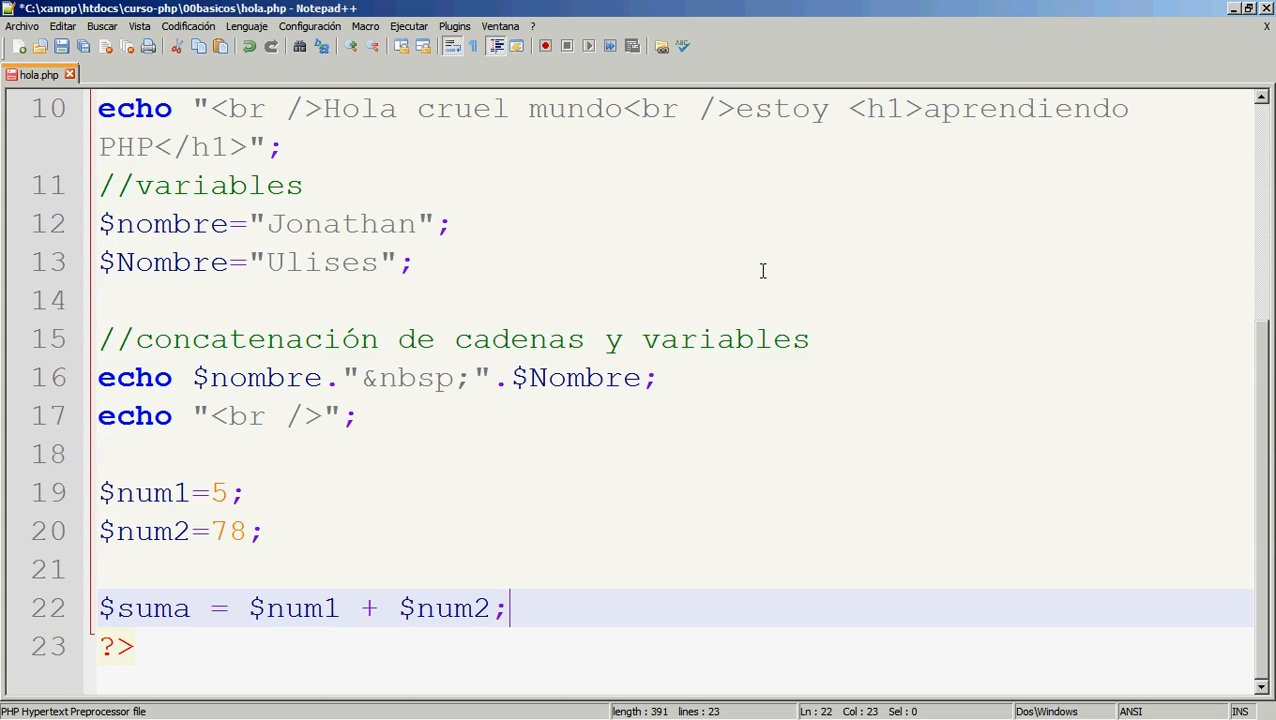 *C:\xampp\htdocs\curso-php\00basicos\hola.php - Notepad++
Archivo Editar Buscar Vista Codificación Lenguaje Configuración Macro Ejecutar Plugins Ventana ? X
hola.php
10 echo "<br />Hola cruel mundo<br />estoy <h1>aprendiendo
PHP</h1>";
11 //variables
12 $nombre="Jonathan";
13 $Nombre="Ulises";
14
15 //concatenación de cadenas y variables
16 echo $nombre."&nbsp;".$Nombre;
17 echo "<br />";
18
19 $num1=5;
20 $num2=78;
21
22 $suma = $num1 + $num2;
23 ?>
PHP Hypertext Preprocessor file length : 391 lines : 23 Ln : 22 Col : 23 Sel : 0 Dos\Windows ANSI INS